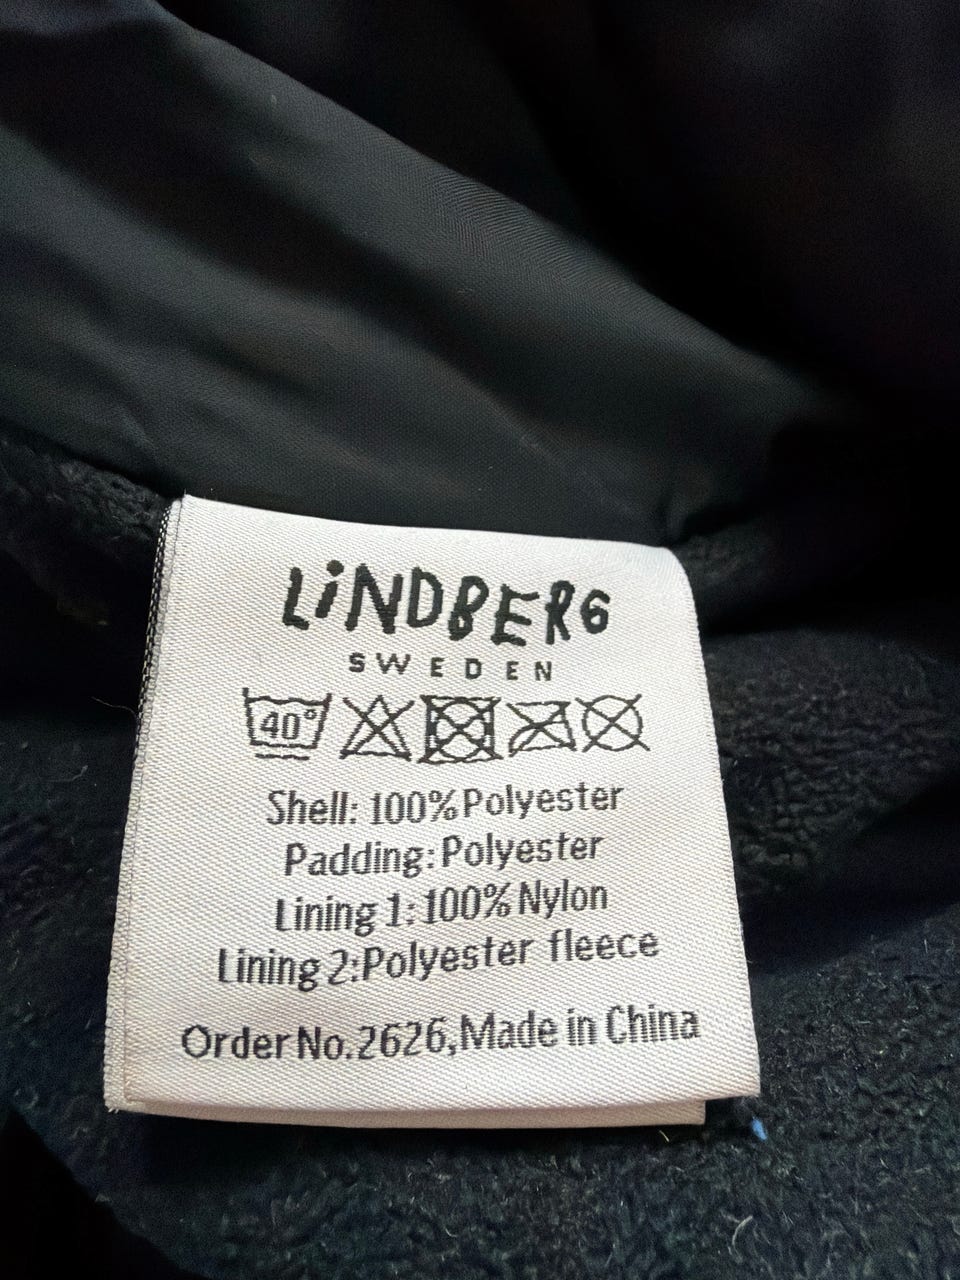 LiNDBERG
SWEDEN
40°
Shell: 100% Polyester
Padding: Polyester
Lining 1: 100% Nylon
Lining 2: Polyester fleece
Order No. 2626, Made in China